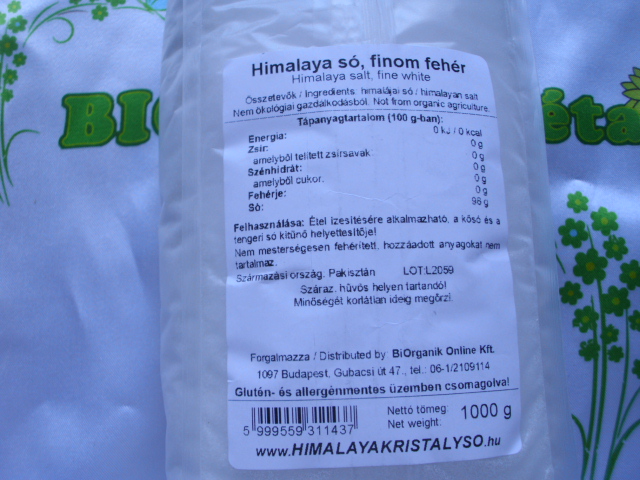 Himalaya só, finom fehér
Himalaya salt, fine white
Összetevők / Ingredients: himalájai só / himalayan salt
Nem ökológiai gazdálkodásból. Not from organic agriculture.
Tápanyagtartalom (100 g-ban):
Energia: 0 kJ / 0 kcal
Zsír: 0 g
amelyből telített zsírsavak 0 g
Szénhidrát: 0 g
amelyből cukor: 0 g
Fehérje: 0 g
Só: 98 g
Felhasználása: Étel ízesítésére alkalmazható, a kősó és a
tengeri só kitűnő helyettesítője!
Nem mesterségesen fehérített, hozzáadott anyagokat nem
tartalmaz.
Származási ország: Pakisztán LOT:L2059
Száraz, hűvös helyen tartandó!
Minőségét korlátlan ideig megőrzi.
Forgalmazza / Distributed by: BiOrganik Online Kft.
1097 Budapest, Gubacsi út 47., tel.: 06-1/2109114
Glutén- és allergénmentes üzemben csomagolva!
Nettó tömeg: 1000 g
Net weight:
5 999559 311437
www.HIMALAYAKRISTALYSO.hu
BIO
éta